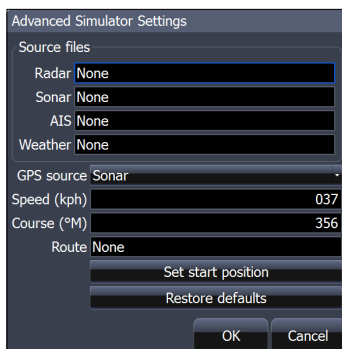 Advanced Simulator Settings
Source files
Radar None
Sonar None
AIS None
Weather None
GPS source Sonar
Speed (kph) 037
Course (°M) 356
Route None
Set start position
Restore defaults
OK Cancel